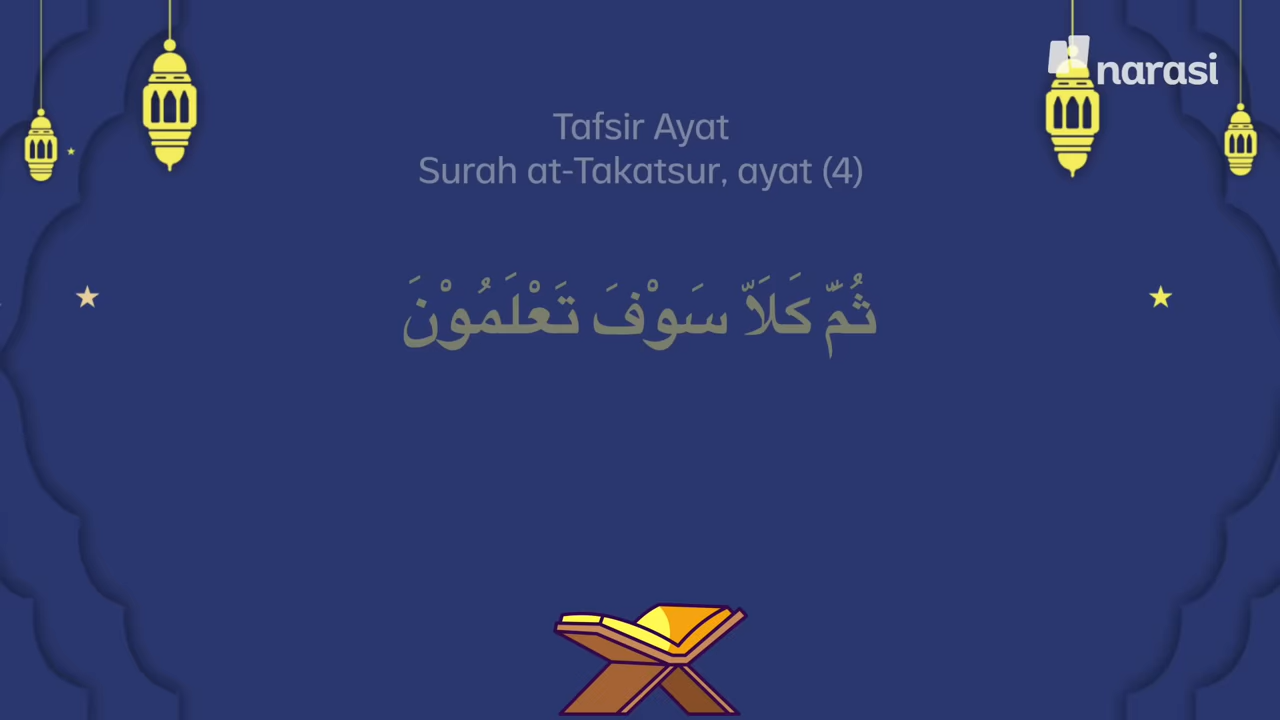 narasi
Tafsir Ayat
Surah at-Takatsur, ayat (4)
ثُمَّ كَلَاَّ سَوْفَ تَعْلَمُوْنَ